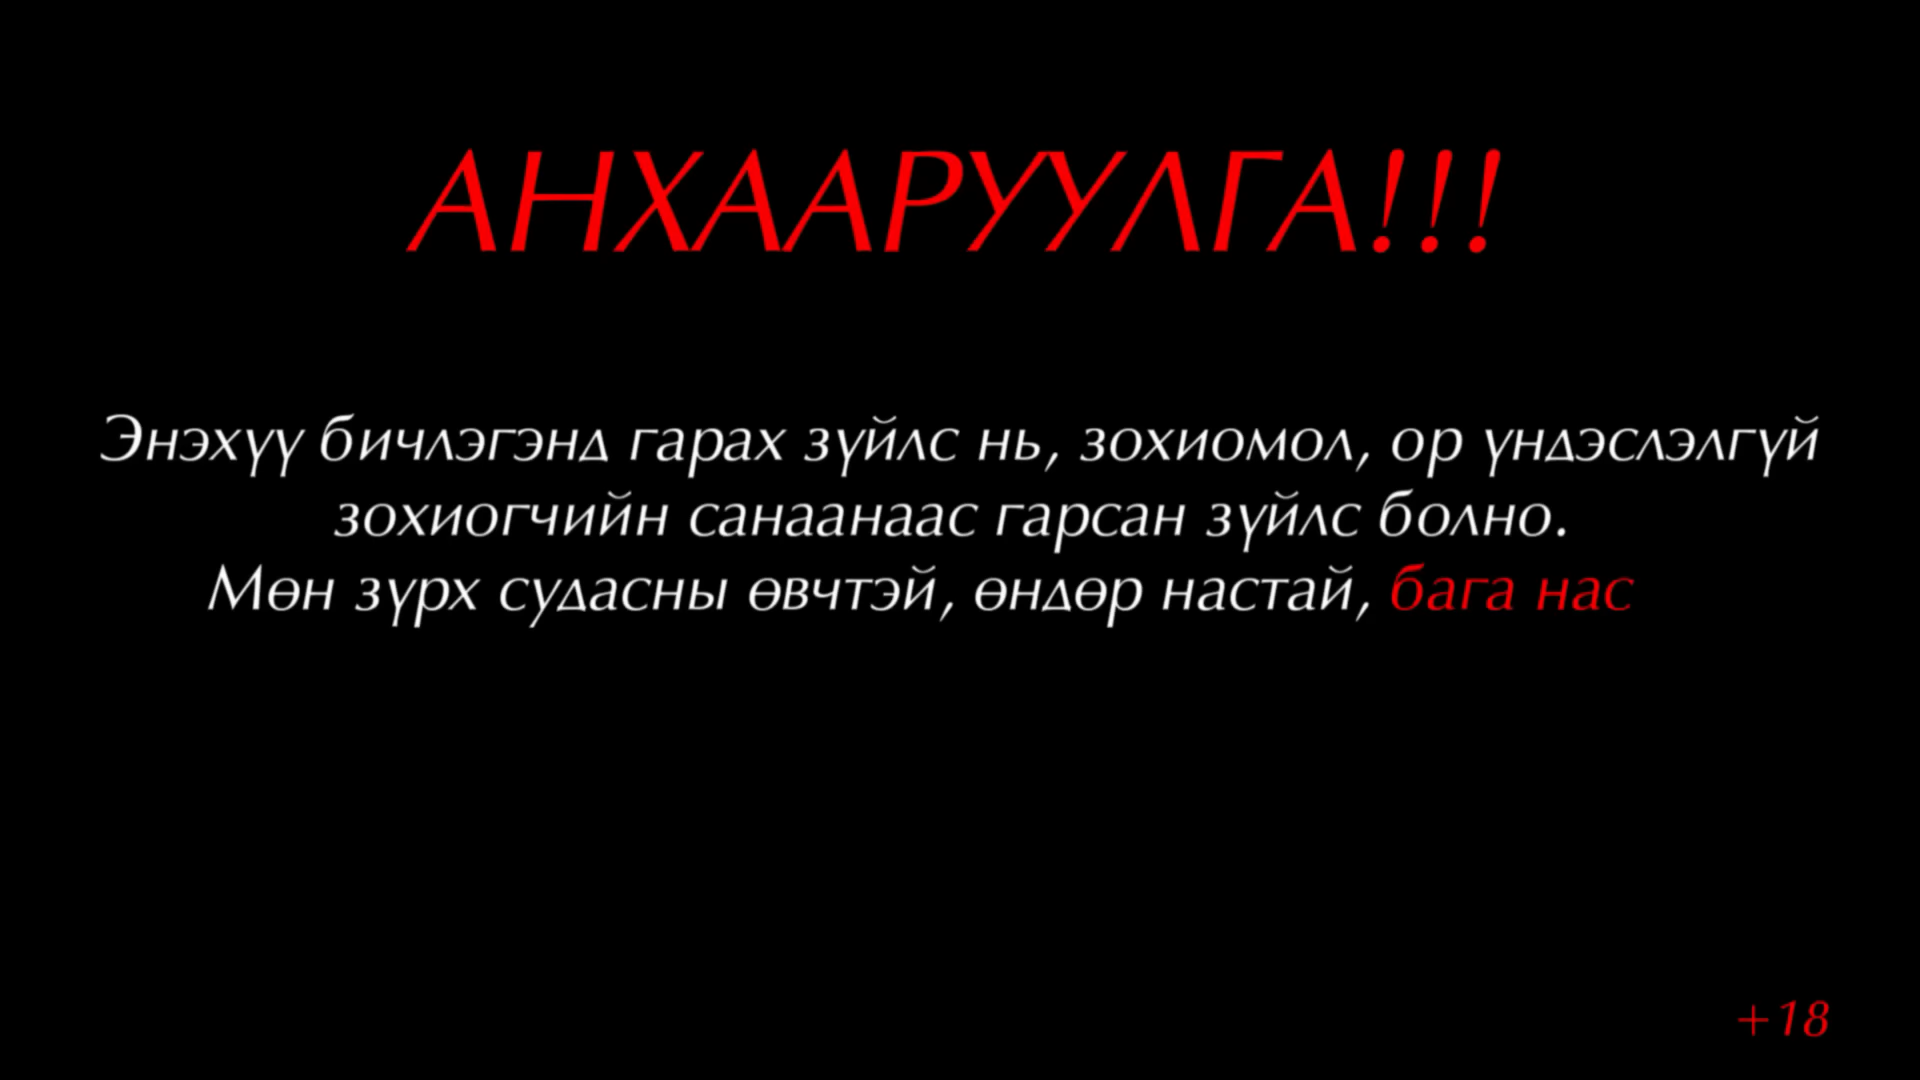 АНХААРУУЛГА!!!
Энэхүү бичлэгэнд гарах зүйлс нь, зохиомол, ор үндэслэлгүй
зохиогчийн санаанаас гарсан зүйлс болно.
Мөн зүрх судасны өвчтэй, өндөр настай, бага нас
+18